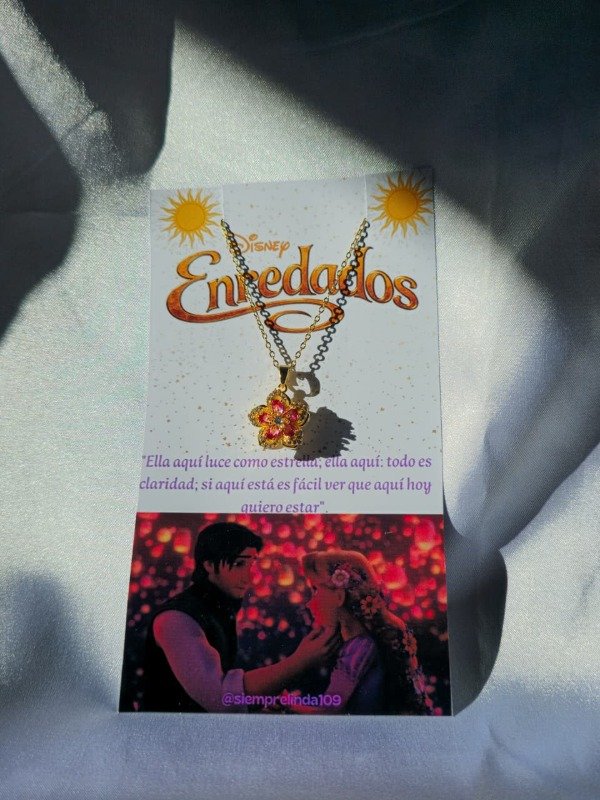 Disney
Enredados
"Ella aquí luce como estrella; ella aquí: todo es
claridad; si aquí está es fácil ver que aquí hoy
quiero estar".
@siemprelinda109